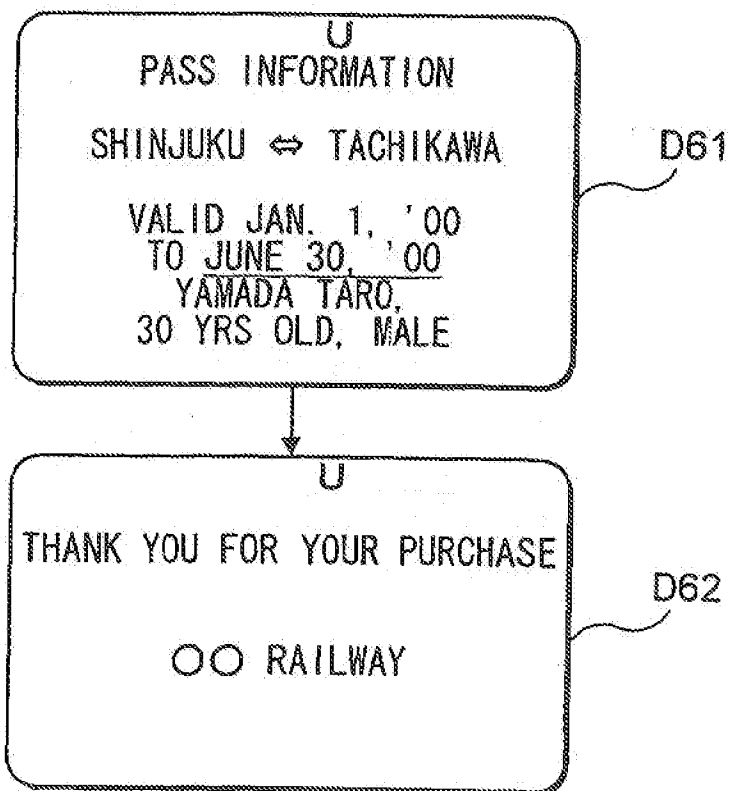 U
PASS INFORMATION
SHINJUKU ⇔ TACHIKAWA
D61
VALID JAN. 1, '00
TO JUNE 30, '00
YAMADA TARO,
30 YRS OLD, MALE
U
THANK YOU FOR YOUR PURCHASE
D62
○○ RAILWAY